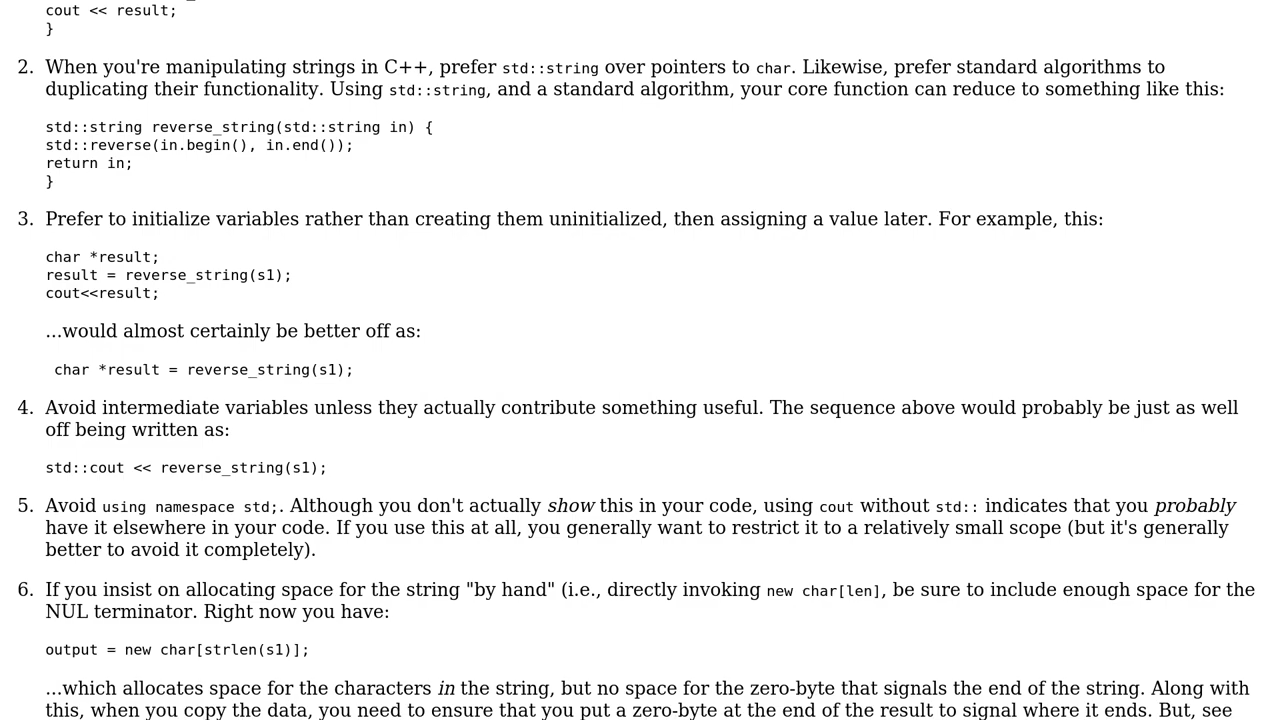 cout << result;
}
2. When you're manipulating strings in C++, prefer std::string over pointers to char. Likewise, prefer standard algorithms to
duplicating their functionality. Using std::string, and a standard algorithm, your core function can reduce to something like this:
std::string reverse_string(std::string in) {
std::reverse(in.begin(), in.end());
return in;
}
3. Prefer to initialize variables rather than creating them uninitialized, then assigning a value later. For example, this:
char *result;
result = reverse_string(s1);
cout<<result;
...would almost certainly be better off as:
char *result = reverse_string(s1);
4. Avoid intermediate variables unless they actually contribute something useful. The sequence above would probably be just as well
off being written as:
std::cout << reverse_string(s1);
5. Avoid using namespace std;. Although you don't actually show this in your code, using cout without std:: indicates that you probably
have it elsewhere in your code. If you use this at all, you generally want to restrict it to a relatively small scope (but it's generally
better to avoid it completely).
6. If you insist on allocating space for the string "by hand" (i.e., directly invoking new char[len], be sure to include enough space for the
NUL terminator. Right now you have:
output = new char[strlen(s1)];
...which allocates space for the characters in the string, but no space for the zero-byte that signals the end of the string. Along with
this, when you copy the data, you need to ensure that you put a zero-byte at the end of the result to signal where it ends. But, see